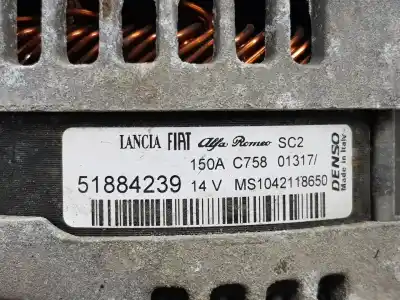 LANCIA FIAT Alfa Romeo SC2
150A C758 01317/
51884239 14 V MS1042118650
DENSO
Made in Italy